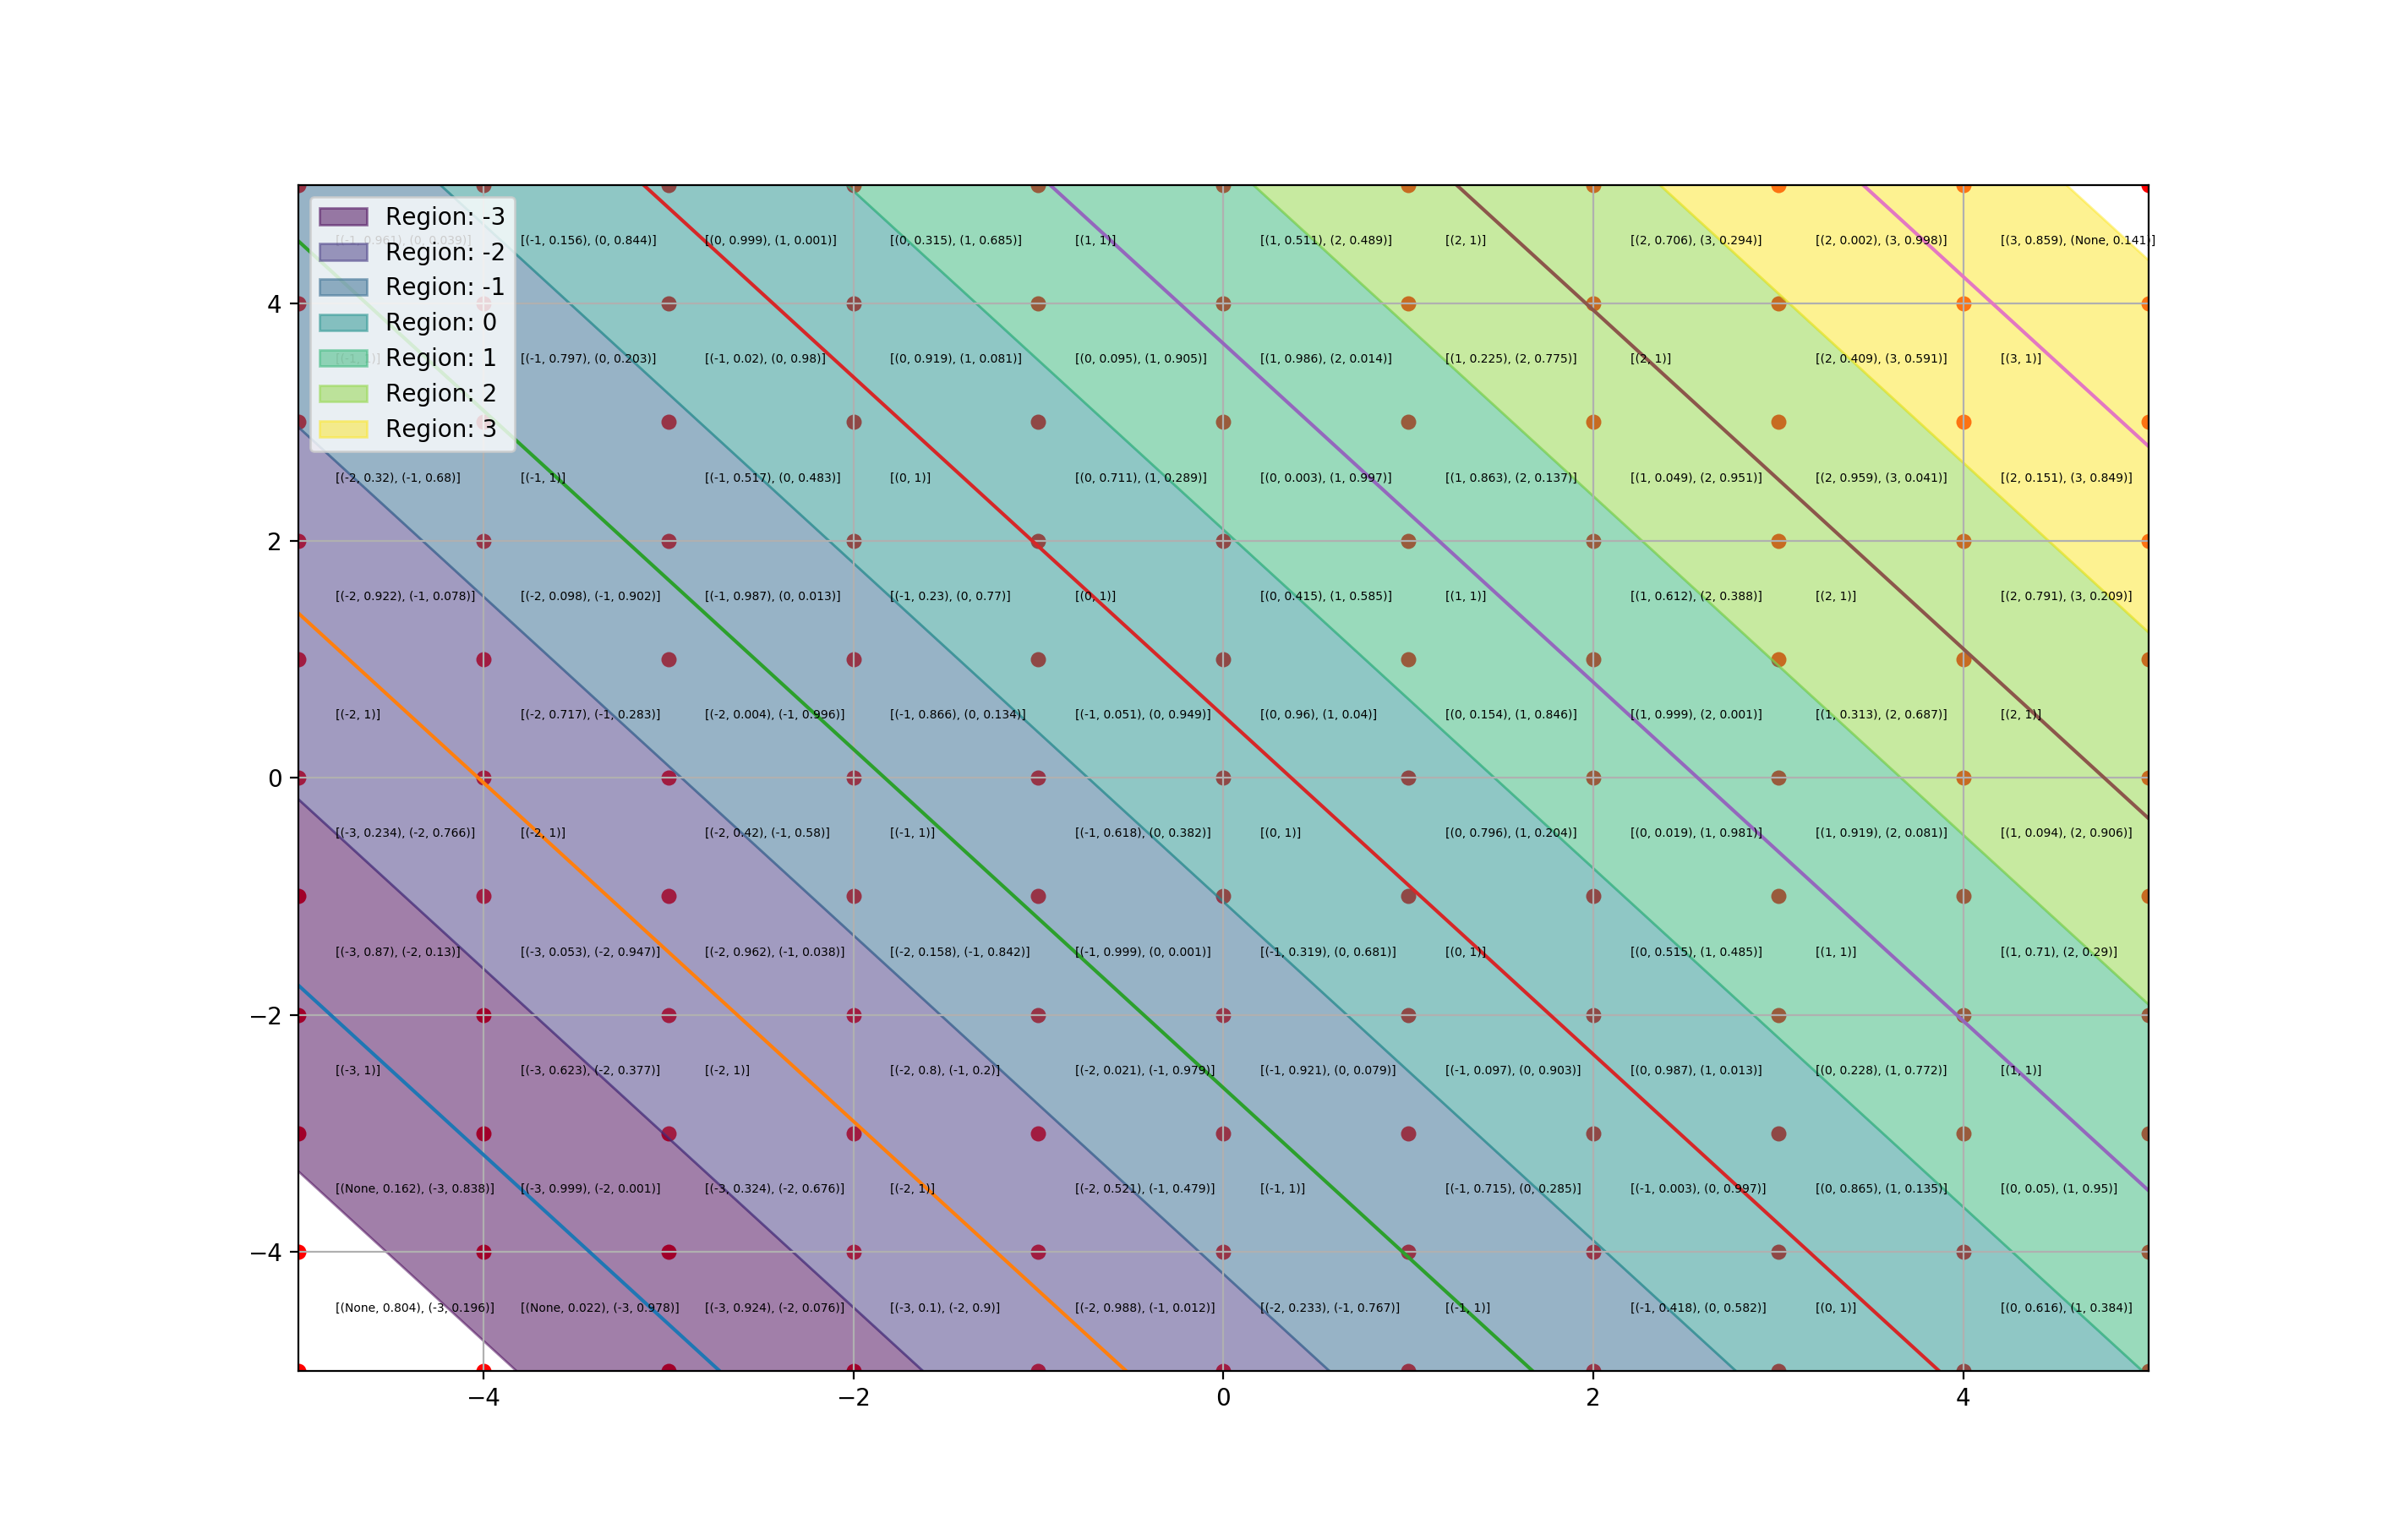 [(-1, 0.961), (0, 0.039)] [(-1, 0.156), (0, 0.844)] [(0, 0.999), (1, 0.001)] [(0, 0.315), (1, 0.685)] [(1, 1)] [(1, 0.511), (2, 0.489)] [(2, 1)] [(2, 0.706), (3, 0.294)] [(2, 0.002), (3, 0.998)] [(3, 0.859), (None, 0.141)]
Region: -3
Region: -2
Region: -1
Region: 0
Region: 1
Region: 2
Region: 3
4
[(-1, 1)] [(-1, 0.797), (0, 0.203)] [(-1, 0.02), (0, 0.98)] [(0, 0.919), (1, 0.081)] [(0, 0.095), (1, 0.905)] [(1, 0.986), (2, 0.014)] [(1, 0.225), (2, 0.775)] [(2, 1)] [(2, 0.409), (3, 0.591)] [(3, 1)]
[(-2, 0.32), (-1, 0.68)] [(-1, 1)] [(-1, 0.517), (0, 0.483)] [(0, 1)] [(0, 0.711), (1, 0.289)] [(0, 0.003), (1, 0.997)] [(1, 0.863), (2, 0.137)] [(1, 0.049), (2, 0.951)] [(2, 0.959), (3, 0.041)] [(2, 0.151), (3, 0.849)]
2
[(-2, 0.922), (-1, 0.078)] [(-2, 0.098), (-1, 0.902)] [(-1, 0.987), (0, 0.013)] [(-1, 0.23), (0, 0.77)] [(0, 1)] [(0, 0.415), (1, 0.585)] [(1, 1)] [(1, 0.612), (2, 0.388)] [(2, 1)] [(2, 0.791), (3, 0.209)]
[(-2, 1)] [(-2, 0.717), (-1, 0.283)] [(-2, 0.004), (-1, 0.996)] [(-1, 0.866), (0, 0.134)] [(-1, 0.051), (0, 0.949)] [(0, 0.96), (1, 0.04)] [(0, 0.154), (1, 0.846)] [(1, 0.999), (2, 0.001)] [(1, 0.313), (2, 0.687)] [(2, 1)]
0
[(-3, 0.234), (-2, 0.766)] [(-2, 1)] [(-2, 0.42), (-1, 0.58)] [(-1, 1)] [(-1, 0.618), (0, 0.382)] [(0, 1)] [(0, 0.796), (1, 0.204)] [(0, 0.019), (1, 0.981)] [(1, 0.919), (2, 0.081)] [(1, 0.094), (2, 0.906)]
[(-3, 0.87), (-2, 0.13)] [(-3, 0.053), (-2, 0.947)] [(-2, 0.962), (-1, 0.038)] [(-2, 0.158), (-1, 0.842)] [(-1, 0.999), (0, 0.001)] [(-1, 0.319), (0, 0.681)] [(0, 1)] [(0, 0.515), (1, 0.485)] [(1, 1)] [(1, 0.71), (2, 0.29)]
−2
[(-3, 1)] [(-3, 0.623), (-2, 0.377)] [(-2, 1)] [(-2, 0.8), (-1, 0.2)] [(-2, 0.021), (-1, 0.979)] [(-1, 0.921), (0, 0.079)] [(-1, 0.097), (0, 0.903)] [(0, 0.987), (1, 0.013)] [(0, 0.228), (1, 0.772)] [(1, 1)]
[(None, 0.162), (-3, 0.838)] [(-3, 0.999), (-2, 0.001)] [(-3, 0.324), (-2, 0.676)] [(-2, 1)] [(-2, 0.521), (-1, 0.479)] [(-1, 1)] [(-1, 0.715), (0, 0.285)] [(-1, 0.003), (0, 0.997)] [(0, 0.865), (1, 0.135)] [(0, 0.05), (1, 0.95)]
−4
[(None, 0.804), (-3, 0.196)] [(None, 0.022), (-3, 0.978)] [(-3, 0.924), (-2, 0.076)] [(-3, 0.1), (-2, 0.9)] [(-2, 0.988), (-1, 0.012)] [(-2, 0.233), (-1, 0.767)] [(-1, 1)] [(-1, 0.418), (0, 0.582)] [(0, 1)] [(0, 0.616), (1, 0.384)]
−4 −2 0 2 4